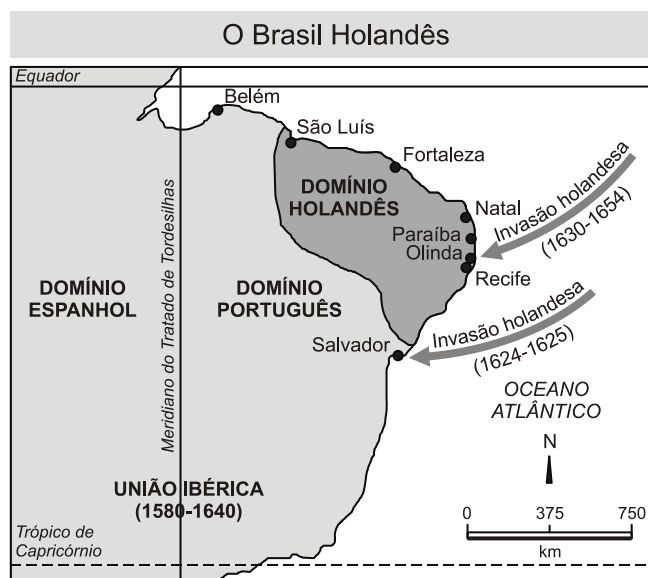 O Brasil Holandês
Equador
Belém
São Luís
Fortaleza
DOMÍNIO
HOLANDÊS
Natal
Paraíba
Olinda
Recife
Invasão holandesa
(1630-1654)
Meridiano do Tratado de Tordesilhas
DOMÍNIO
ESPANHOL
DOMÍNIO
PORTUGUÊS
Salvador
Invasão holandesa
(1624-1625)
OCEANO
ATLÂNTICO
N
UNIÃO IBÉRICA
(1580-1640)
0 375 750
km
Trópico de
Capricórnio